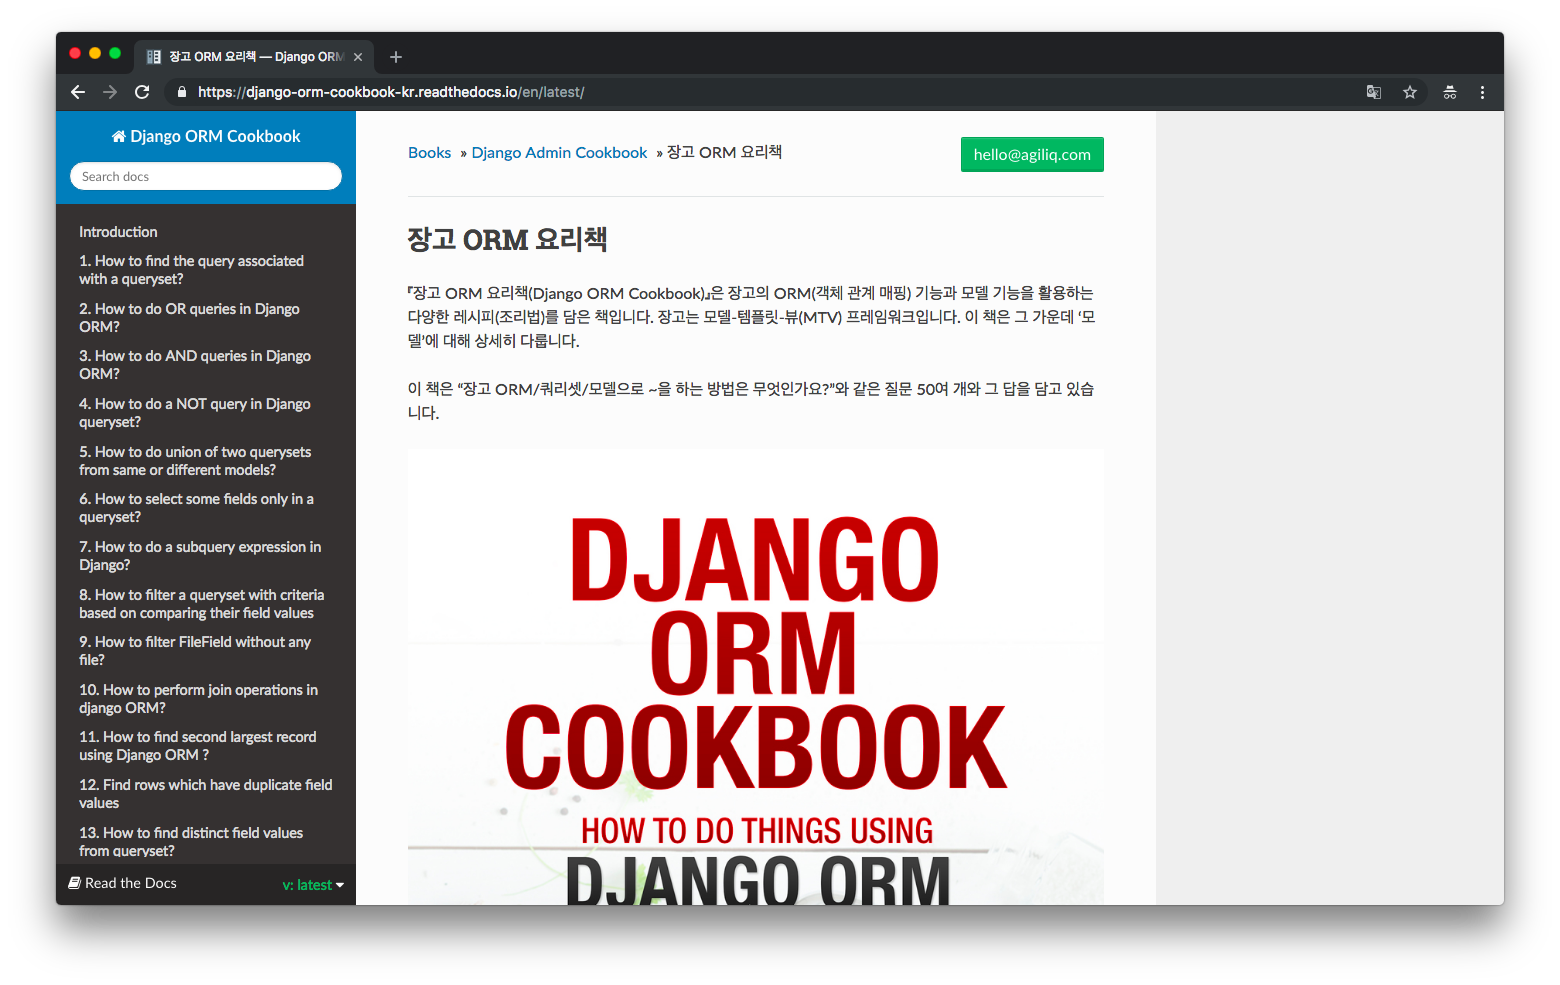 장고 ORM 요리책 — Django ORM
https://django-orm-cookbook-kr.readthedocs.io/en/latest/
Django ORM Cookbook
Search docs
Introduction
1. How to find the query associated
with a queryset?
2. How to do OR queries in Django
ORM?
3. How to do AND queries in Django
ORM?
4. How to do a NOT query in Django
queryset?
5. How to do union of two querysets
from same or different models?
6. How to select some fields only in a
queryset?
7. How to do a subquery expression in
Django?
8. How to filter a queryset with criteria
based on comparing their field values
9. How to filter FileField without any
file?
10. How to perform join operations in
django ORM?
11. How to find second largest record
using Django ORM ?
12. Find rows which have duplicate field
values
13. How to find distinct field values
from queryset?
Read the Docs
v: latest
Books » Django Admin Cookbook » 장고 ORM 요리책
hello@agiliq.com
장고 ORM 요리책
『장고 ORM 요리책(Django ORM Cookbook)』은 장고의 ORM(객체 관계 매핑) 기능과 모델 기능을 활용하는
다양한 레시피(조리법)를 담은 책입니다. 장고는 모델-템플릿-뷰(MTV) 프레임워크입니다. 이 책은 그 가운데 ‘모
델’에 대해 상세히 다룹니다.
이 책은 “장고 ORM/쿼리셋/모델으로 ~을 하는 방법은 무엇인가요?”와 같은 질문 50여 개와 그 답을 담고 있습
니다.
DJANGO
ORM
COOKBOOK
HOW TO DO THINGS USING
DJANGO ORM